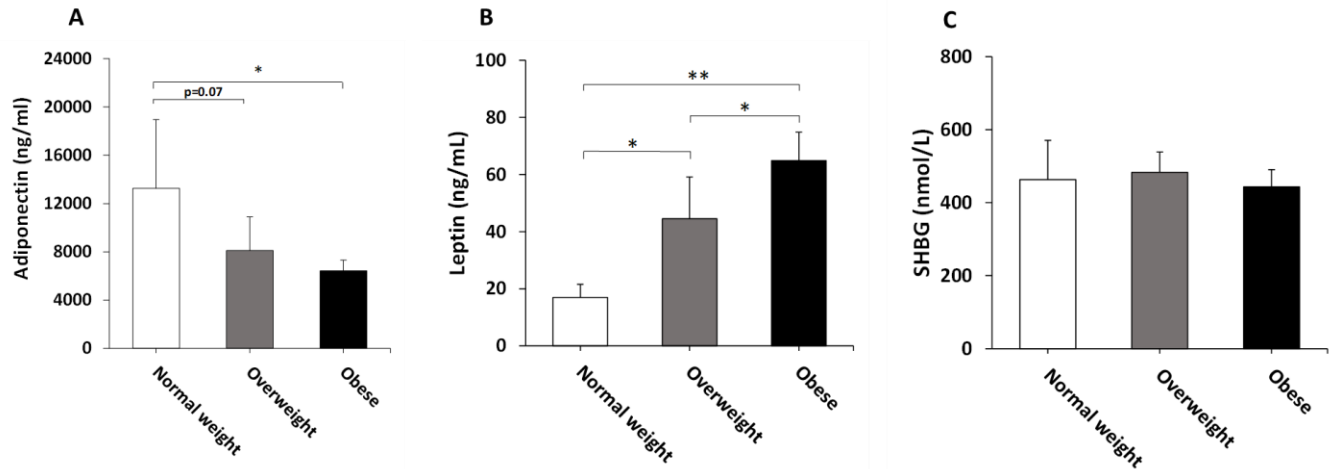 A
Adiponectin (ng/ml)
24000
20000
16000
12000
8000
4000
0
*
p=0.07
Normal weight
Overweight
Obese
B
Leptin (ng/mL)
100
80
60
40
20
0
**
*
*
Normal weight
Overweight
Obese
C
SHBG (nmol/L)
800
600
400
200
0
Normal weight
Overweight
Obese